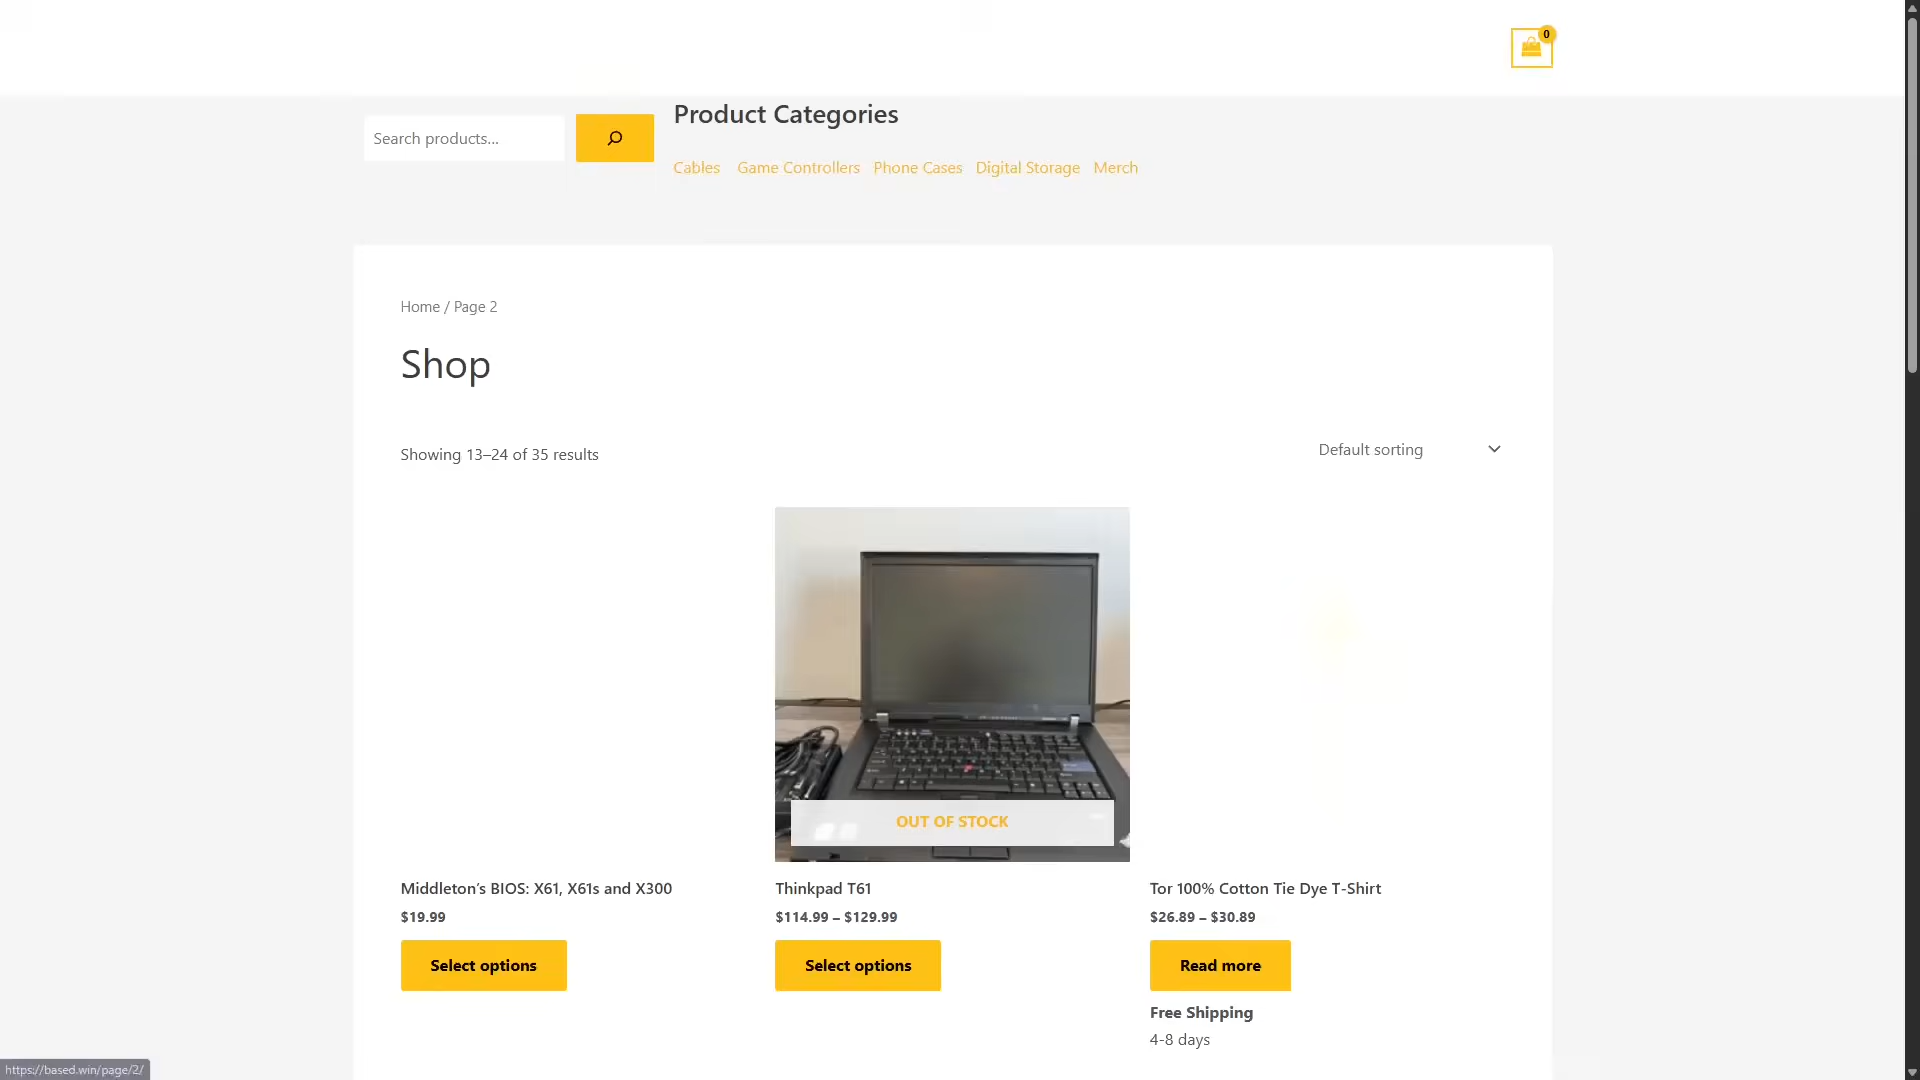 0
Product Categories
Search products...
Cables Game Controllers Phone Cases Digital Storage Merch
Home / Page 2
Shop
Showing 13–24 of 35 results
Default sorting
OUT OF STOCK
Middleton’s BIOS: X61, X61s and X300
$19.99
Select options
Thinkpad T61
$114.99 – $129.99
Select options
Tor 100% Cotton Tie Dye T-Shirt
$26.89 – $30.89
Read more
Free Shipping
4-8 days
https://based.win/page/2/